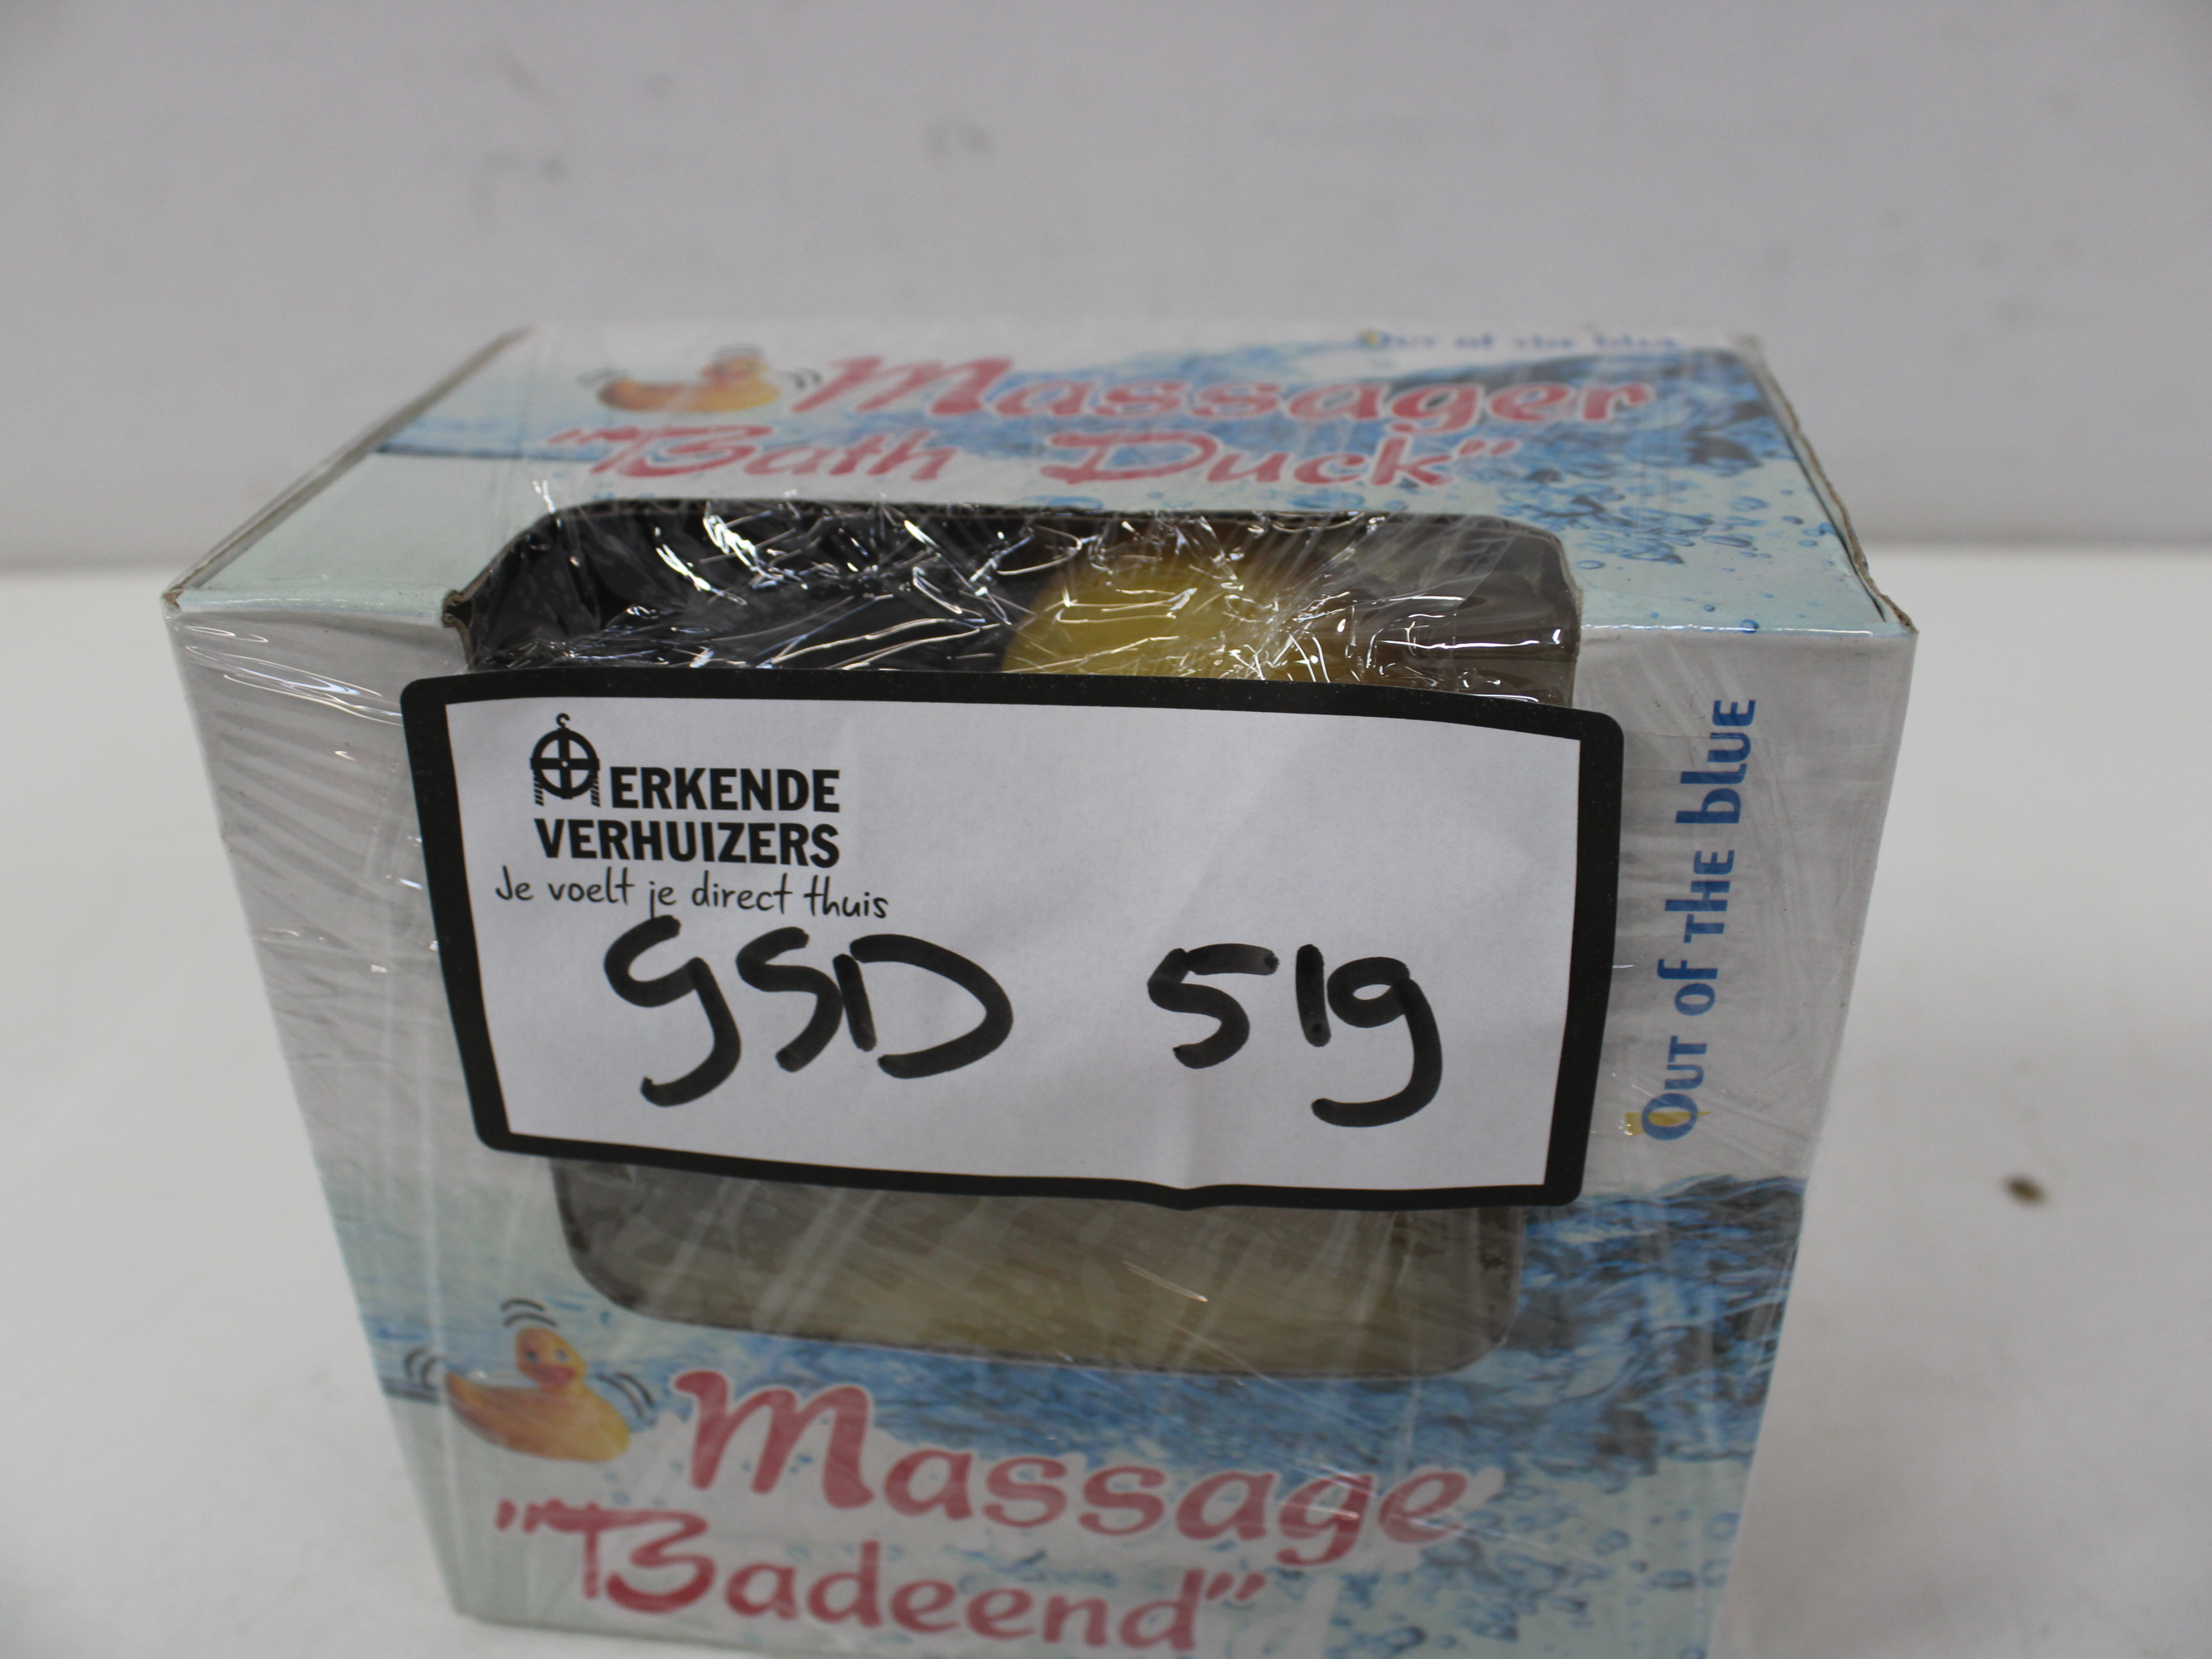 Out of the blue
Massager
"Bath Duck"
ERKENDE
VERHUIZERS
Je voelt je direct thuis
GSD 519
OUT Of THE blUE
Massage
"Badeend"